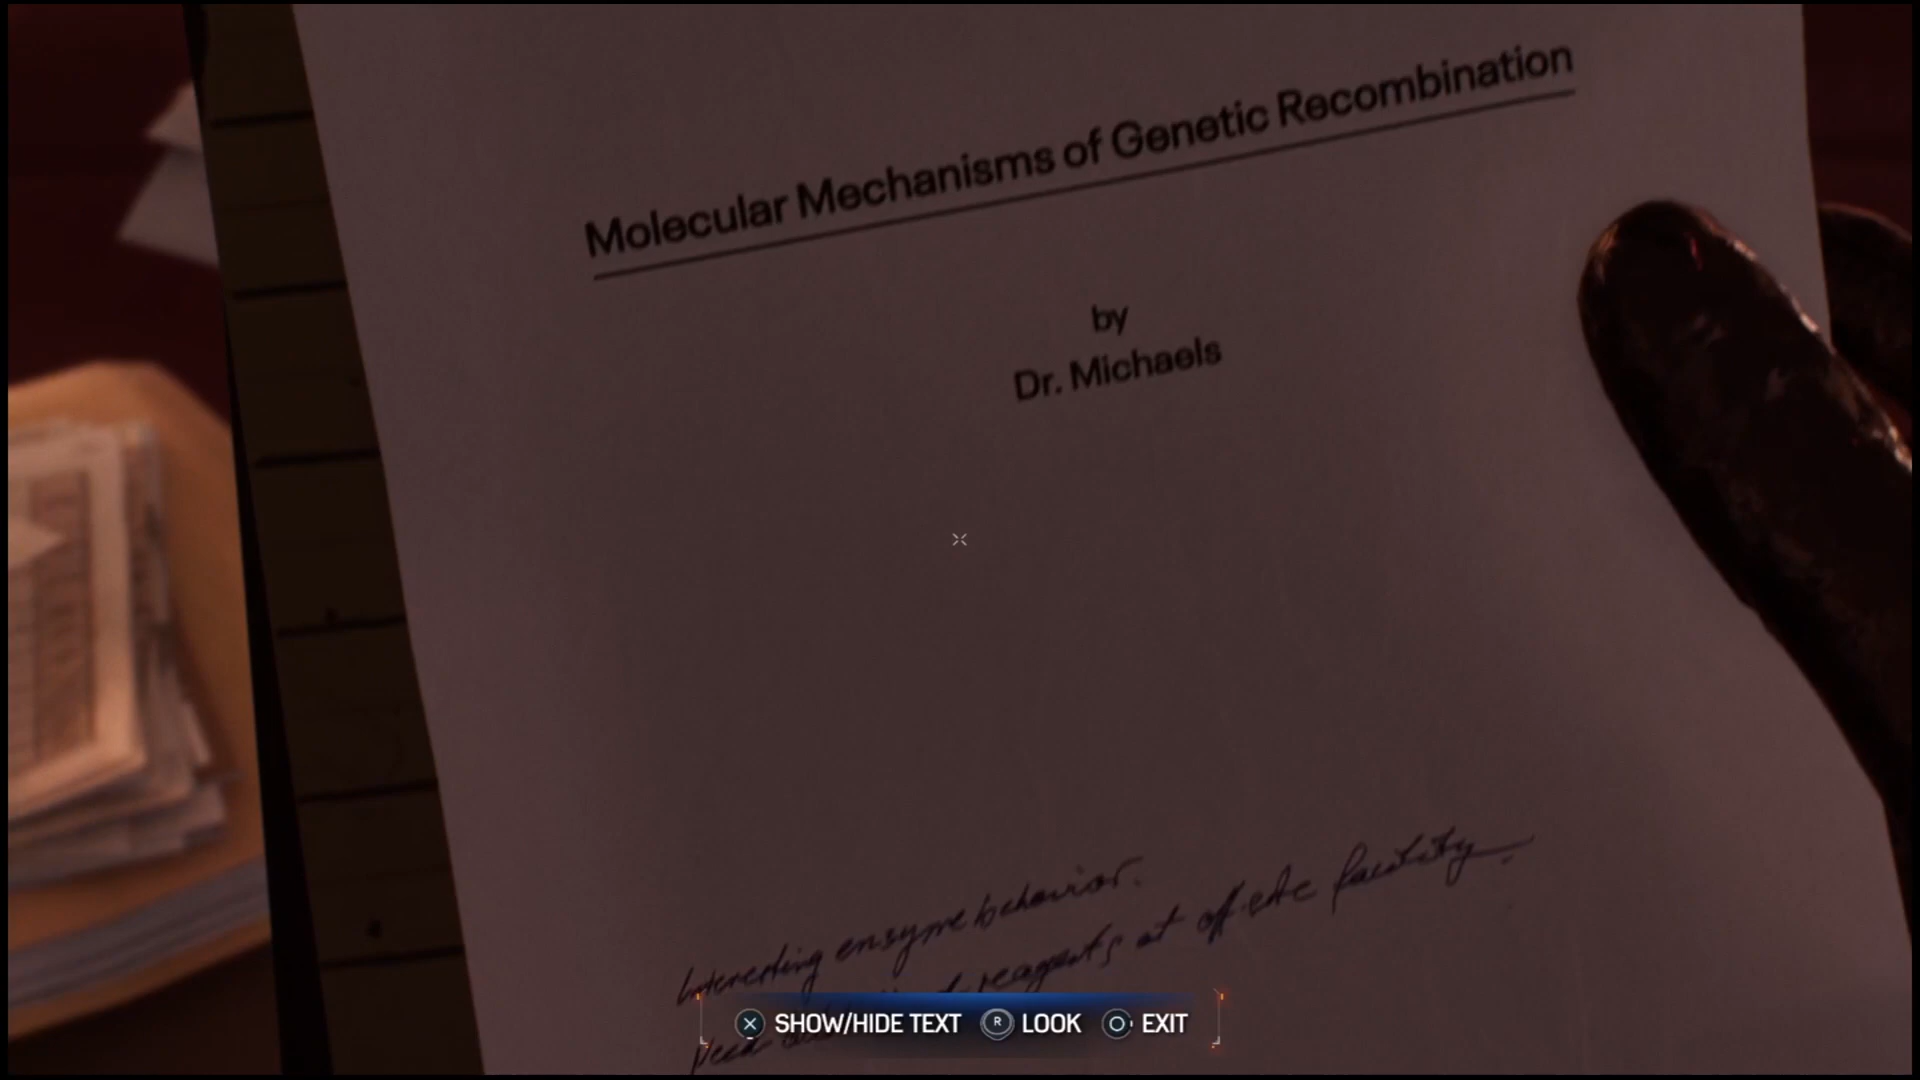 Molecular Mechanisms of Genetic Recombination
by
Dr. Michaels
Interesting enzyme behavior.
Need reagents at off-site facility.
SHOW/HIDE TEXT R LOOK EXIT